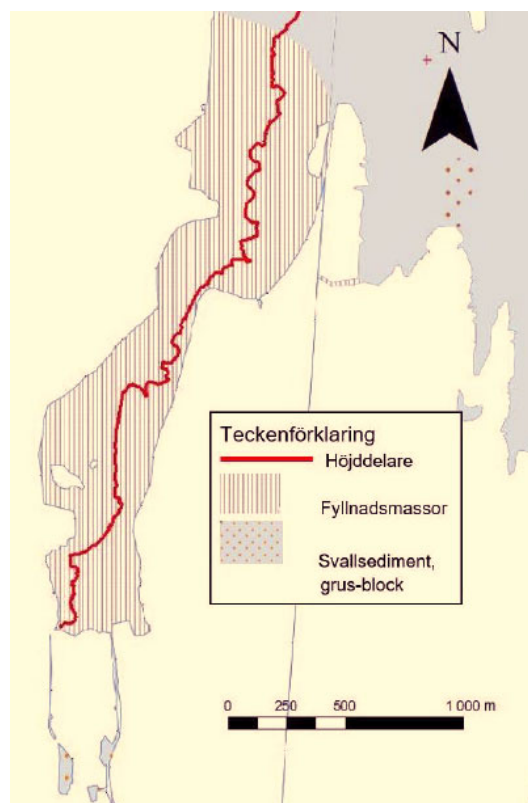 N
Teckenförklaring
Höjddelare
Fyllnadsmassor
Svallsediment,
grus-block
0 250 500 1 000 m